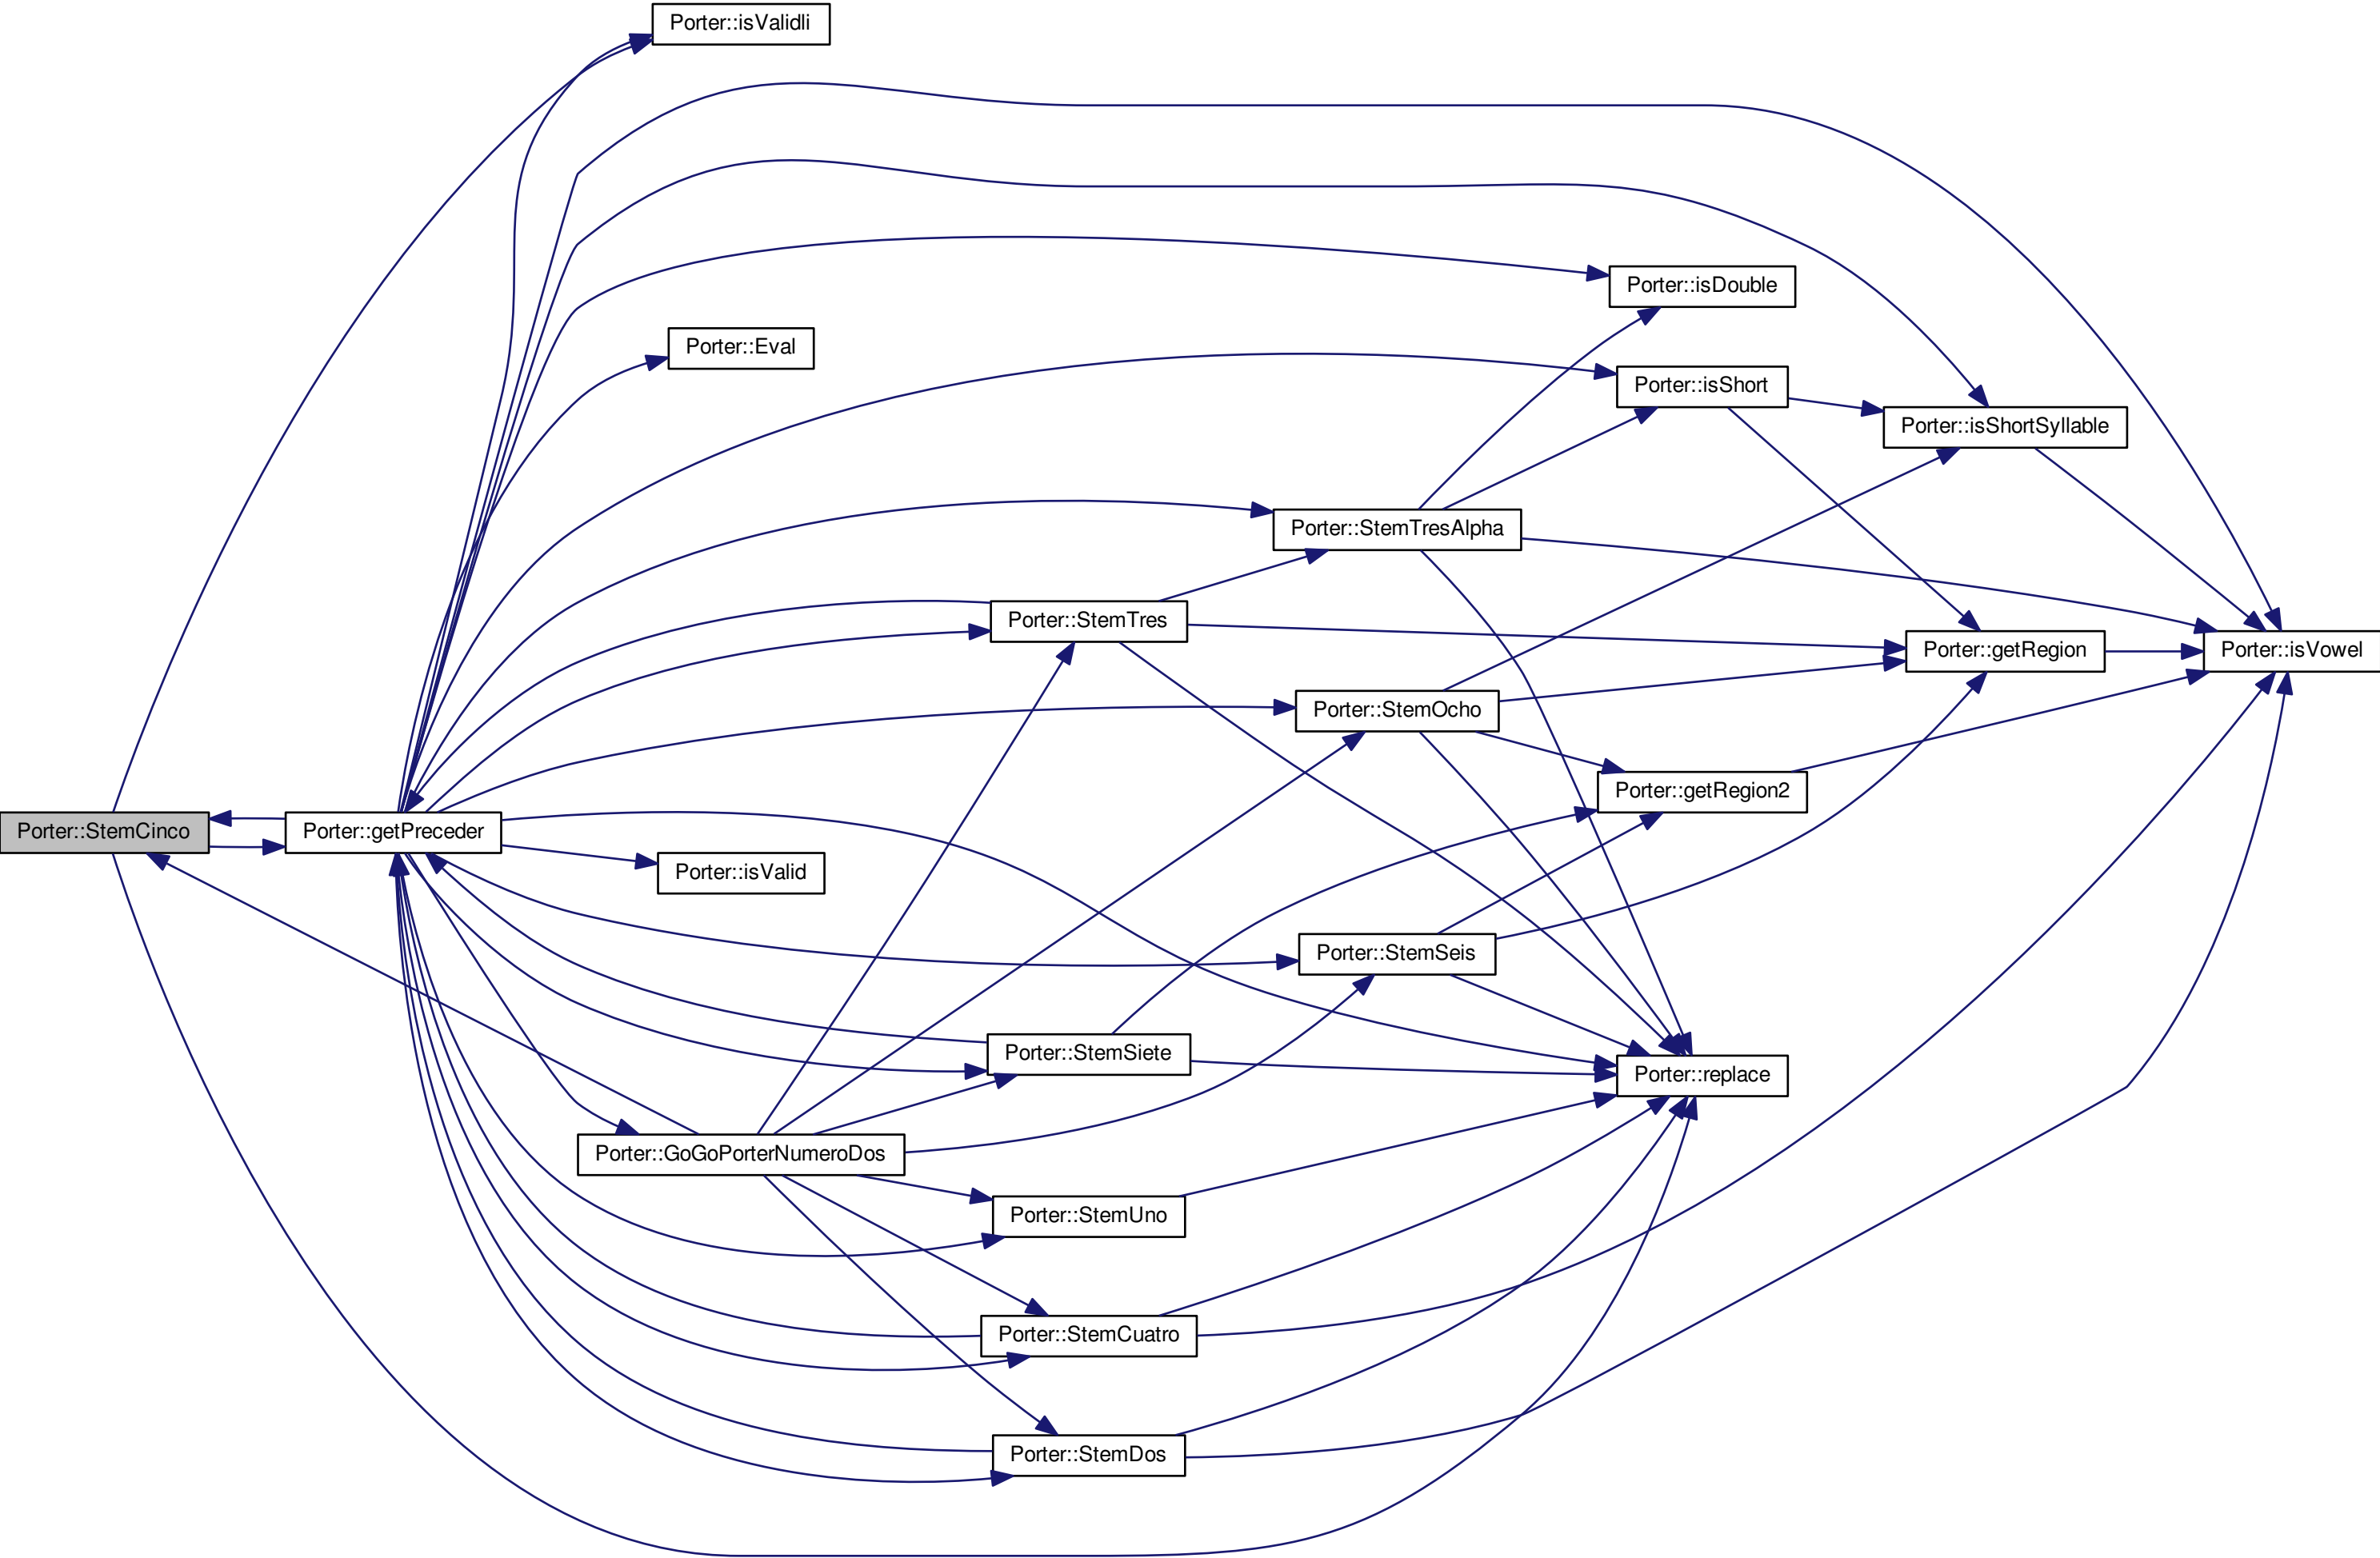 Porter::isValidli
Porter::isDouble
Porter::Eval
Porter::isShort
Porter::isShortSyllable
Porter::StemTresAlpha
Porter::StemTres
Porter::getRegion
Porter::isVowel
Porter::StemOcho
Porter::getRegion2
Porter::StemCinco
Porter::getPreceder
Porter::isValid
Porter::StemSeis
Porter::StemSiete
Porter::replace
Porter::GoGoPorterNumeroDos
Porter::StemUno
Porter::StemCuatro
Porter::StemDos